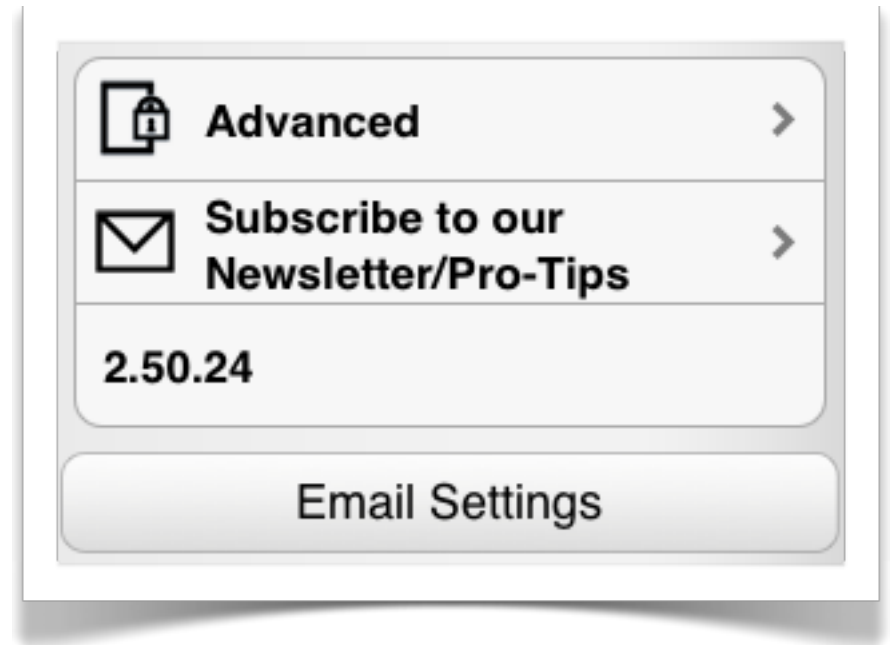 Advanced
Subscribe to our
Newsletter/Pro-Tips
2.50.24
Email Settings